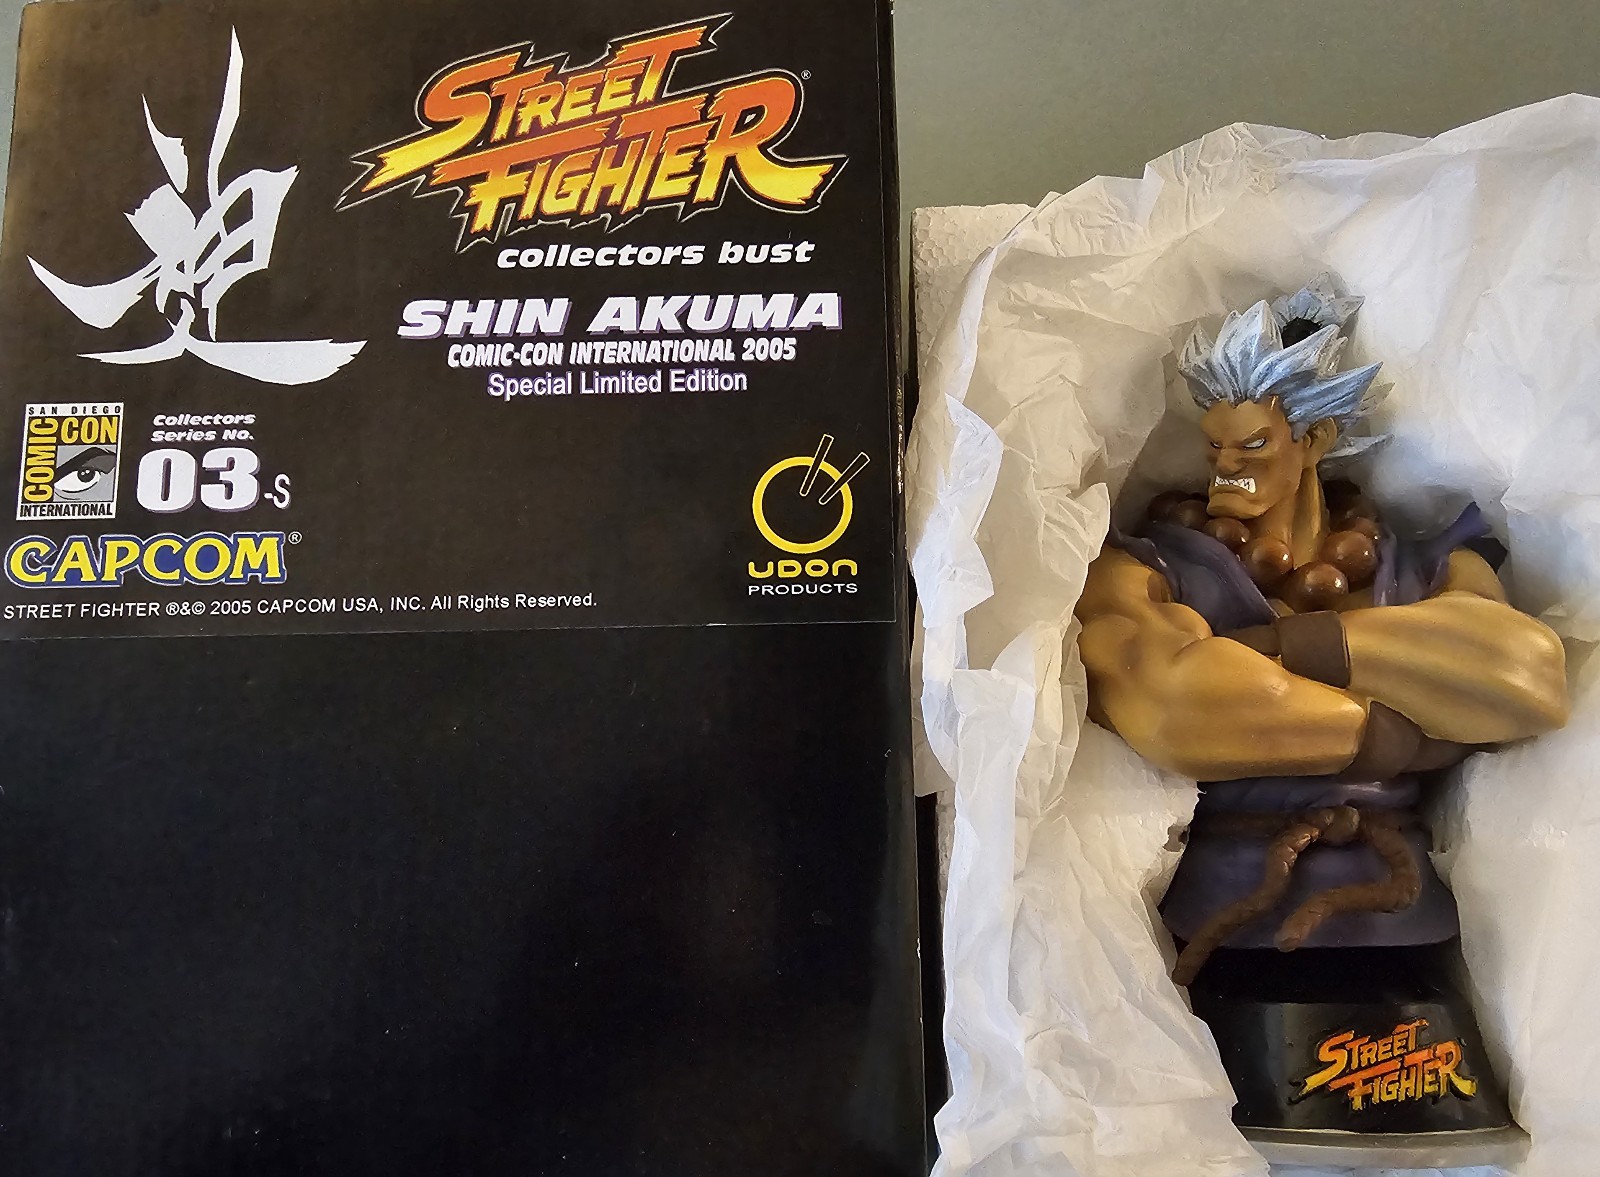 STREET
FIGHTER®
collectors bust
SHIN AKUMA
COMIC-CON INTERNATIONAL 2005
Special Limited Edition
SAN DIEGO
COMIC CON
INTERNATIONAL
Collectors
Series No.
03-S
CAPCOM®
UDON
PRODUCTS
STREET FIGHTER ®&© 2005 CAPCOM USA, INC. All Rights Reserved.
STREET
FIGHTER